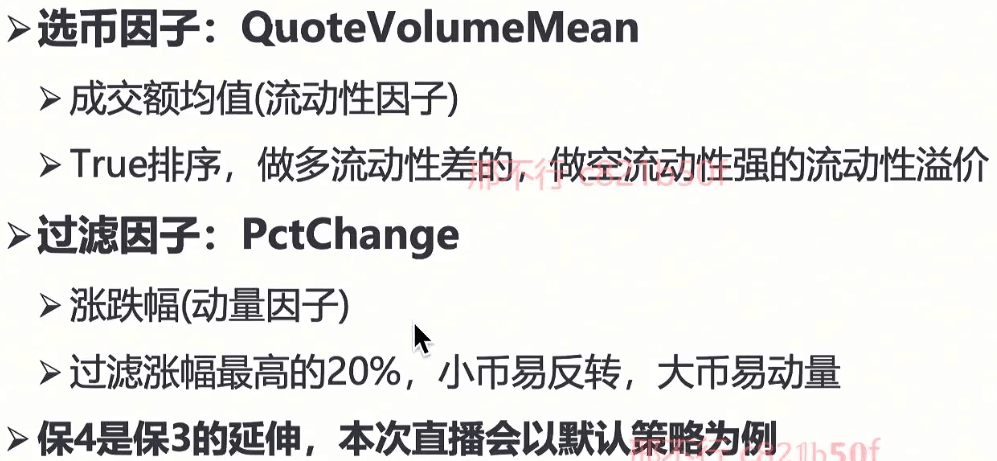 ➢选币因子：QuoteVolumeMean
➢成交额均值(流动性因子)
➢True排序，做多流动性差的，做空流动性强的流动性溢价
➢过滤因子：PctChange
➢涨跌幅(动量因子)
➢过滤涨幅最高的20%，小币易反转，大币易动量
➢保4是保3的延伸，本次直播会以默认策略为例